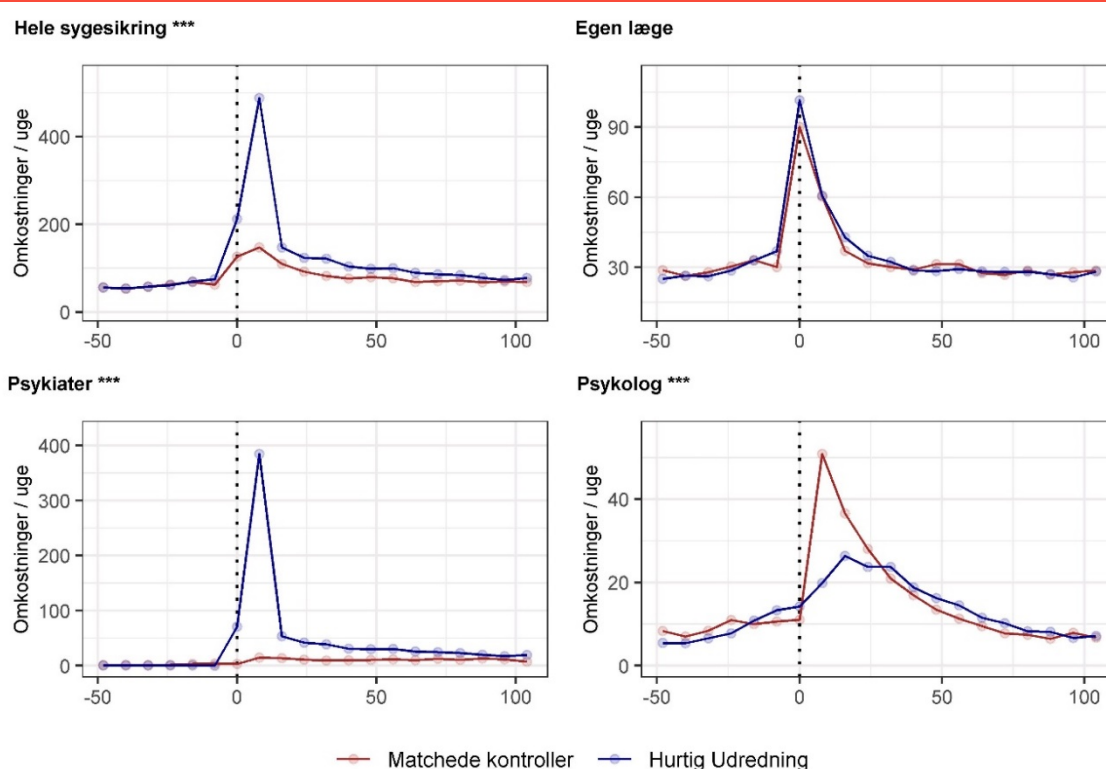 Hele sygesikring ***
Egen læge
Omkostninger / uge
400
200
0
-50 0 50 100
Omkostninger / uge
90
60
30
-50 0 50 100
Psykiater ***
Psykolog ***
Omkostninger / uge
400
300
200
100
0
-50 0 50 100
Omkostninger / uge
40
20
0
-50 0 50 100
Matchede kontroller Hurtig Udredning